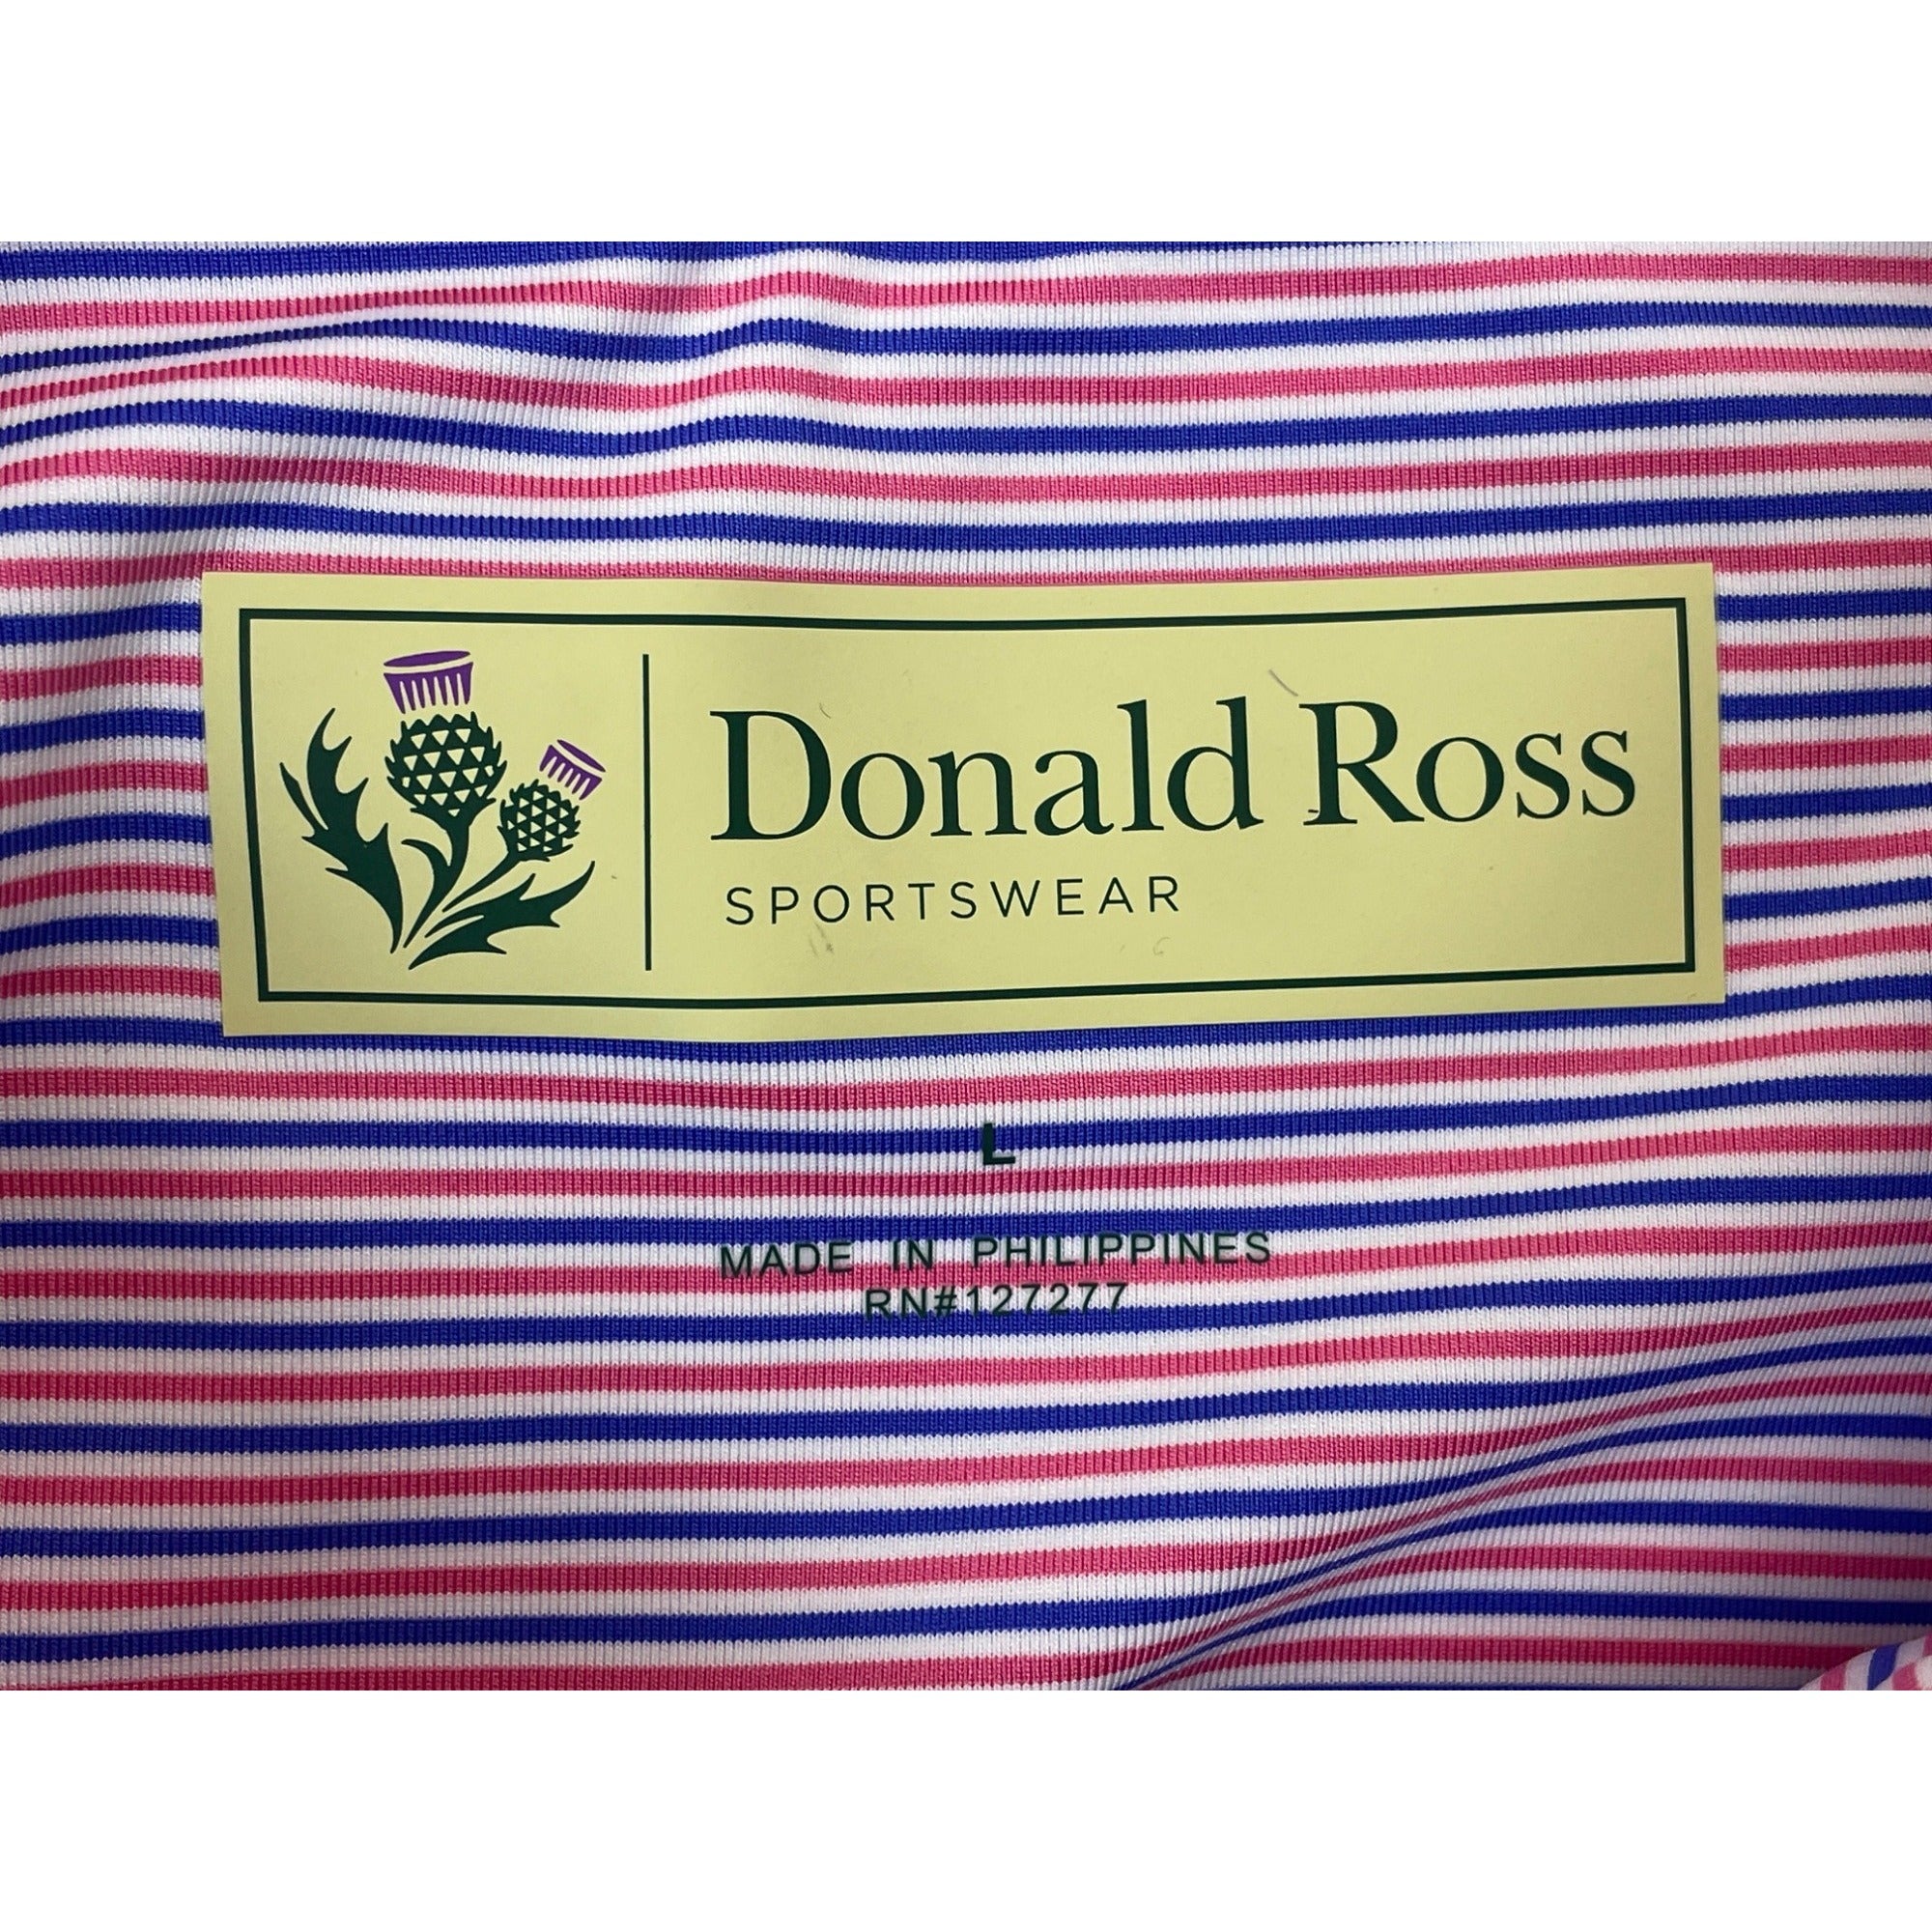 Donald Ross
SPORTSWEAR
L
MADE IN PHILIPPINES
RN#127277